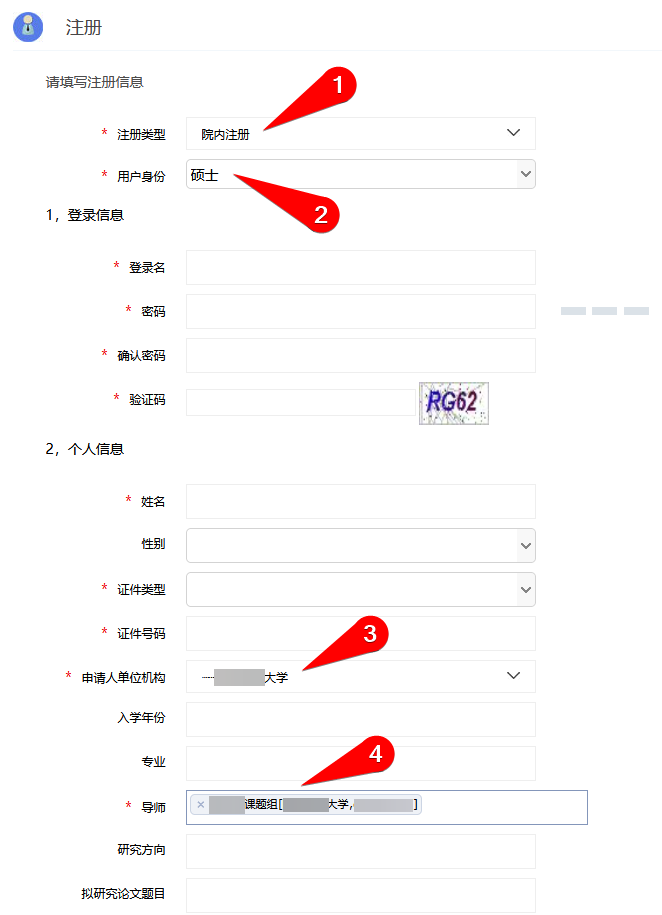 注册
请填写注册信息
1
* 注册类型 院内注册
* 用户身份 硕士
2
1，登录信息
* 登录名
* 密码
* 确认密码
* 验证码 RG62
2，个人信息
* 姓名
性别
* 证件类型
* 证件号码
3
* 申请人单位机构 大学
入学年份
专业
4
* 导师 × 课题组[ 大学, ]
研究方向
拟研究论文题目